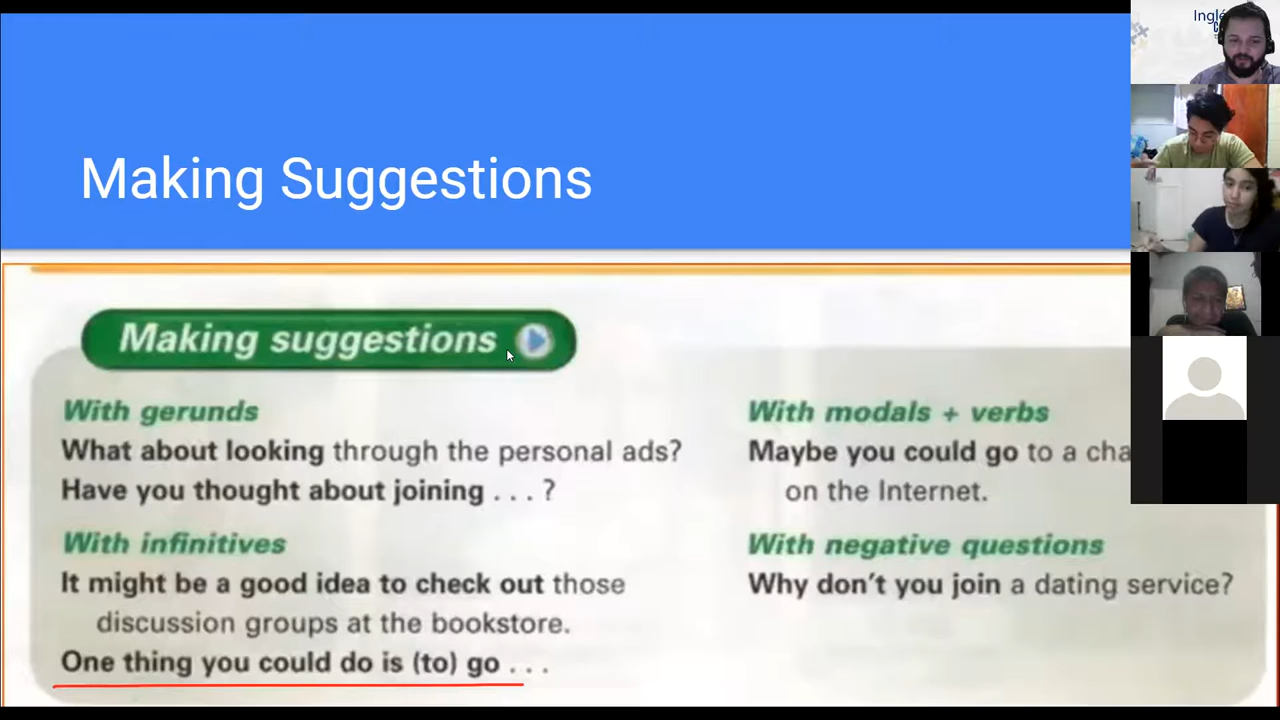 Making Suggestions
Making suggestions
With gerunds
What about looking through the personal ads?
Have you thought about joining . . . ?
With infinitives
It might be a good idea to check out those
discussion groups at the bookstore.
One thing you could do is (to) go . . .
With modals + verbs
Maybe you could go to a
on the Internet.
With negative questions
Why don't you join a dating service?